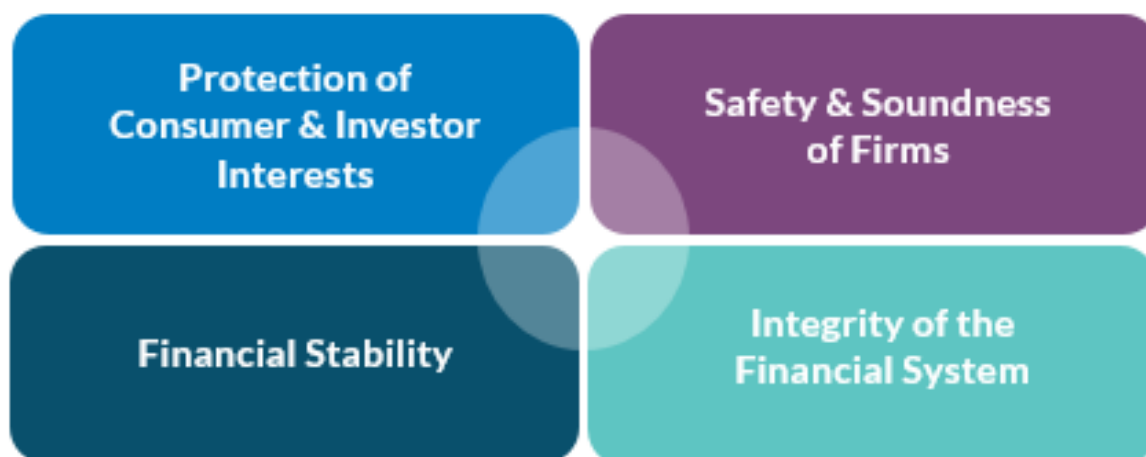 Protection of
Consumer & Investor
Interests
Safety & Soundness
of Firms
Financial Stability
Integrity of the
Financial System